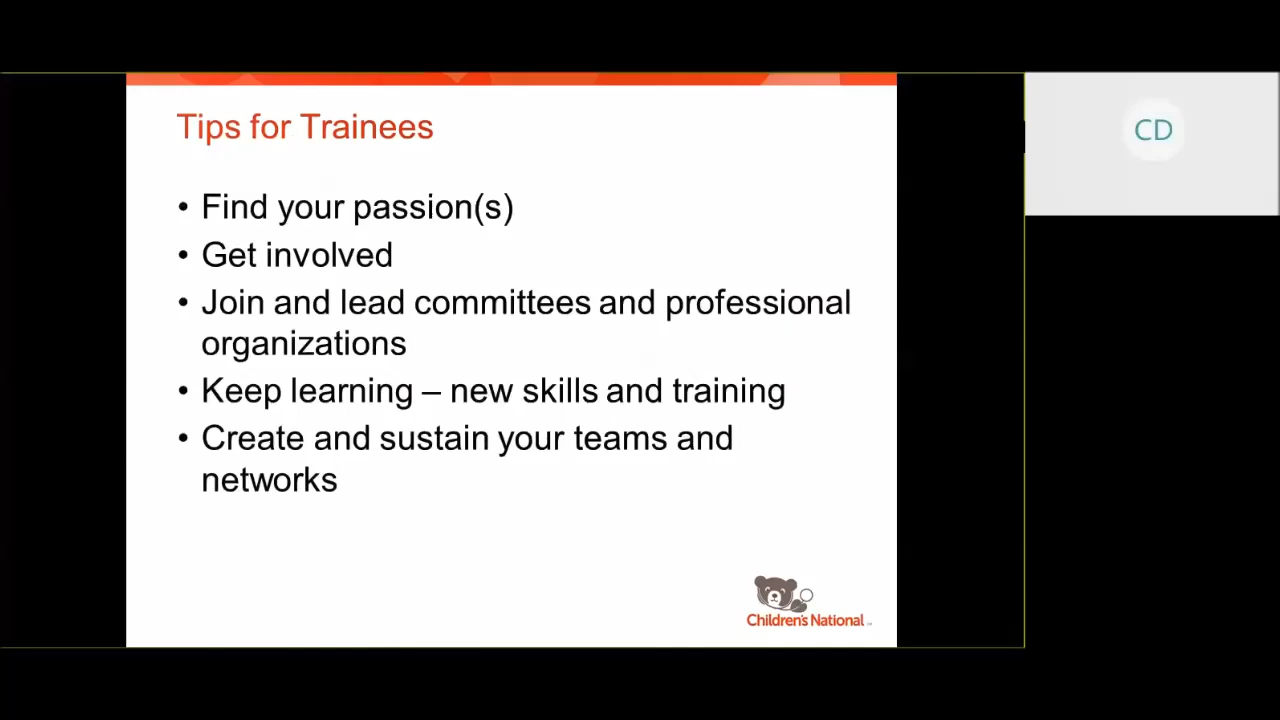 Tips for Trainees
CD
• Find your passion(s)
• Get involved
• Join and lead committees and professional
organizations
• Keep learning – new skills and training
• Create and sustain your teams and
networks
Children's National